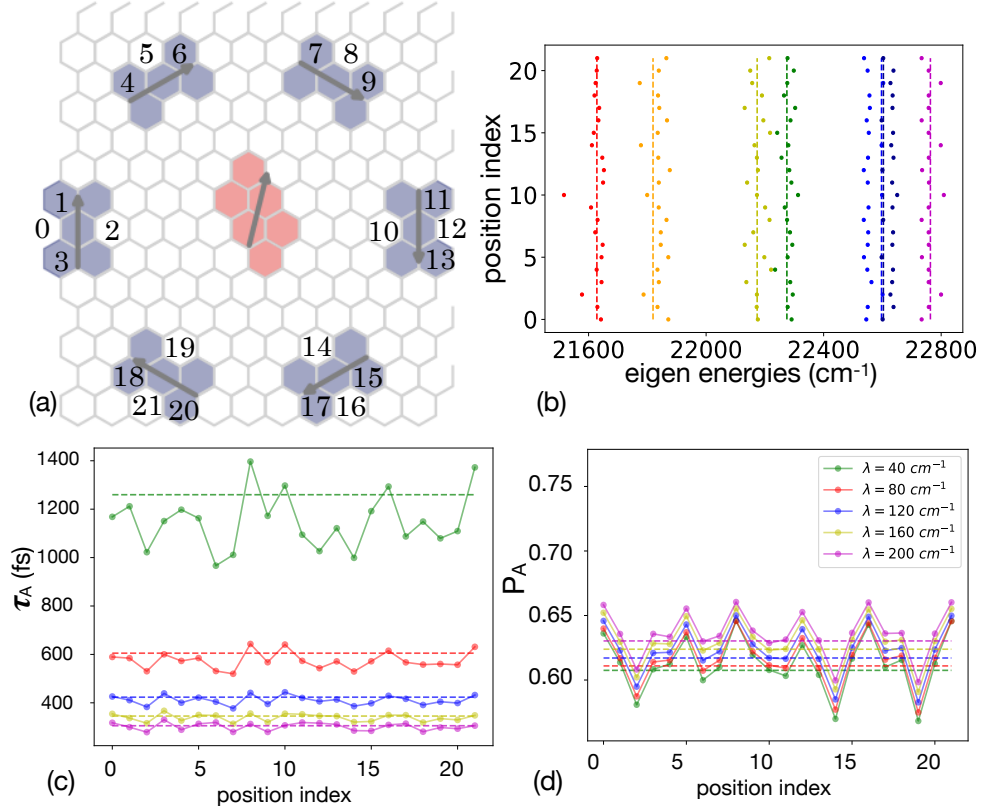 5 6 7 8
4 9
1 11
0 2 10 12
3 13
19 14
18 15
21 20 17 16
(a)
position index
20
15
10
5
0
21600 22000 22400 22800
eigen energies (cm-1)
(b)
τA (fs)
1400
1200
1000
800
600
400
0 5 10 15 20
position index
(c)
PA
0.75
0.70
0.65
0.60
λ = 40 cm⁻¹
λ = 80 cm⁻¹
λ = 120 cm⁻¹
λ = 160 cm⁻¹
λ = 200 cm⁻¹
0 5 10 15 20
position index
(d)